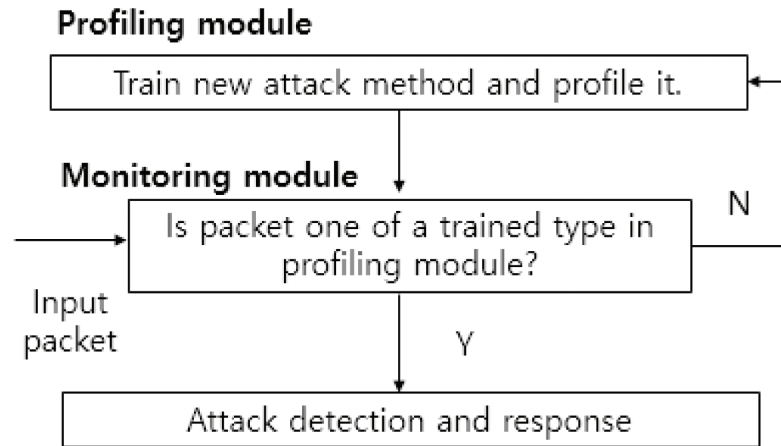 Profiling module
Train new attack method and profile it.
Monitoring module
Is packet one of a trained type in
profiling module?
N
Input
packet
Y
Attack detection and response